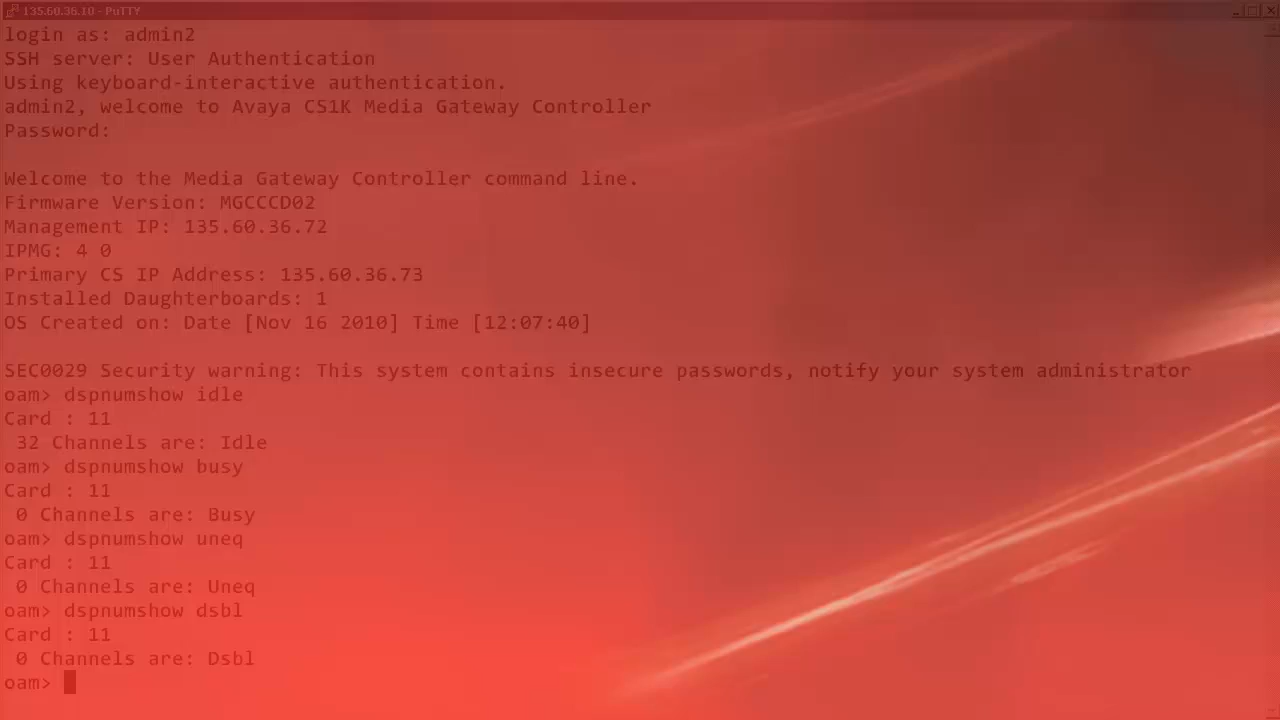 135.60.36.10 - PuTTY
login as: admin2
SSH server: User Authentication
Using keyboard-interactive authentication.
admin2, welcome to Avaya CS1K Media Gateway Controller
Password:
Welcome to the Media Gateway Controller command line.
Firmware Version: MGCCCD02
Management IP: 135.60.36.72
IPMG: 4 0
Primary CS IP Address: 135.60.36.73
Installed Daughterboards: 1
OS Created on: Date [Nov 16 2010] Time [12:07:40]
SEC0029 Security warning: This system contains insecure passwords, notify your system administrator
oam> dspnumshow idle
Card : 11
 32 Channels are: Idle
oam> dspnumshow busy
Card : 11
 0 Channels are: Busy
oam> dspnumshow uneq
Card : 11
 0 Channels are: Uneq
oam> dspnumshow dsbl
Card : 11
 0 Channels are: Dsbl
oam>